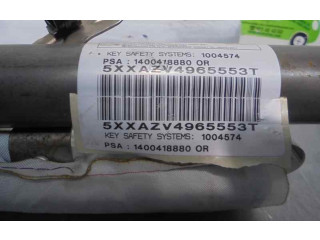 KEY SAFETY SYSTEMS: 1004574
PSA : 1400418880 OR
5XXAZV4965553T
5XXAZV4965553T
KEY SAFETY SYSTEMS: 1004574
PSA : 1400418880 OR